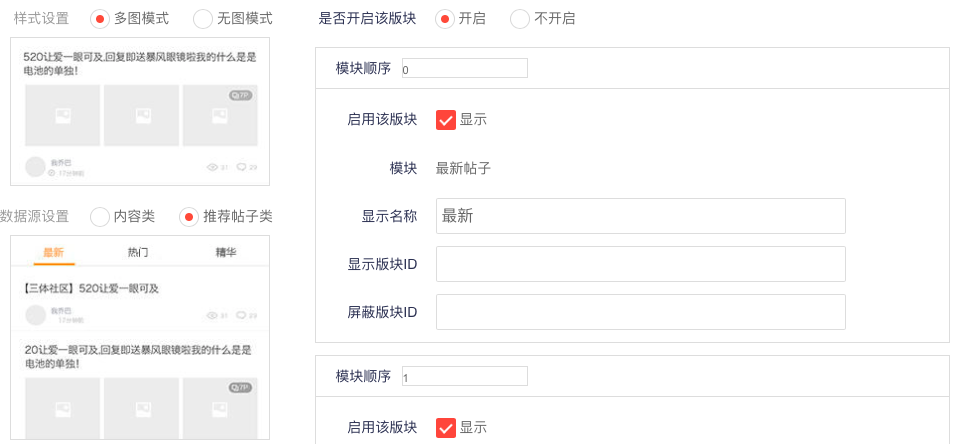 样式设置 多图模式 无图模式
520让爱一眼可及,回复即送暴风眼镜啦我的什么是是
电池的单独！
7P
我乔巴
31 29
17分钟前
数据源设置 内容类 推荐帖子类
最新 热门 精华
【三体社区】520让爱一眼可及
我乔巴
31 29
17分钟前
20让爱一眼可及,回复即送暴风眼镜啦我的什么是是
电池的单独！
7P
是否开启该版块 开启 不开启
模块顺序 0
启用该版块 显示
模块 最新帖子
显示名称 最新
显示版块ID
屏蔽版块ID
模块顺序 1
启用该版块 显示